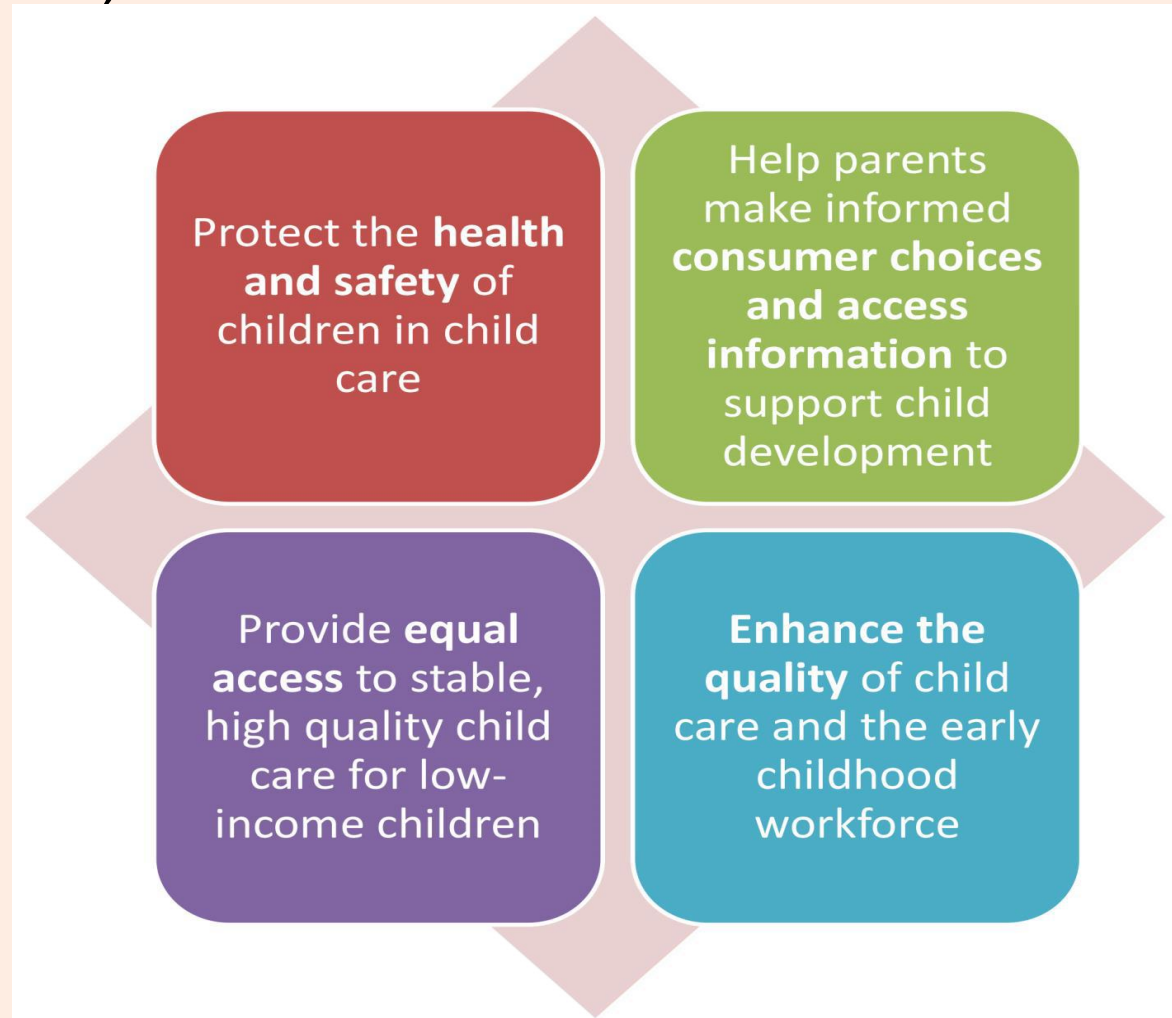 Protect the health
and safety of
children in child
care
Help parents
make informed
consumer choices
and access
information to
support child
development
Provide equal
access to stable,
high quality child
care for low-
income children
Enhance the
quality of child
care and the early
childhood
workforce